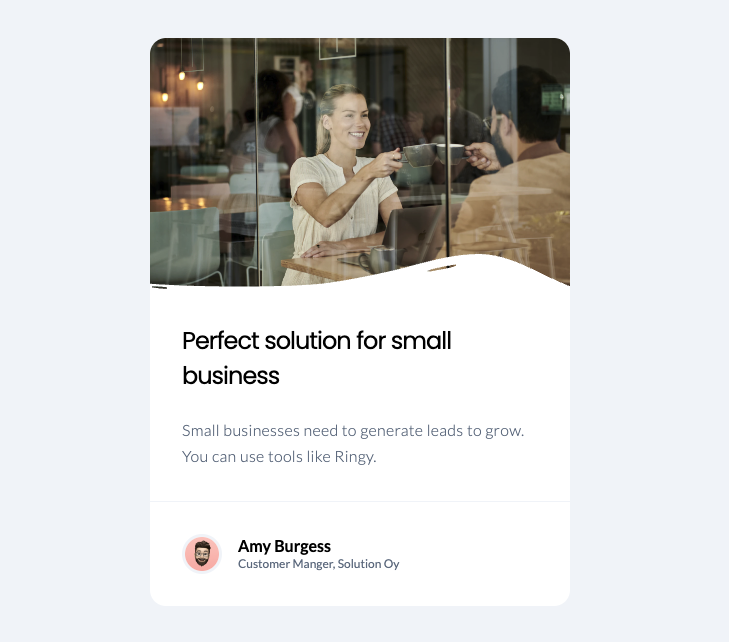 Perfect solution for small
business
Small businesses need to generate leads to grow.
You can use tools like Ringy.
Amy Burgess
Customer Manger, Solution Oy